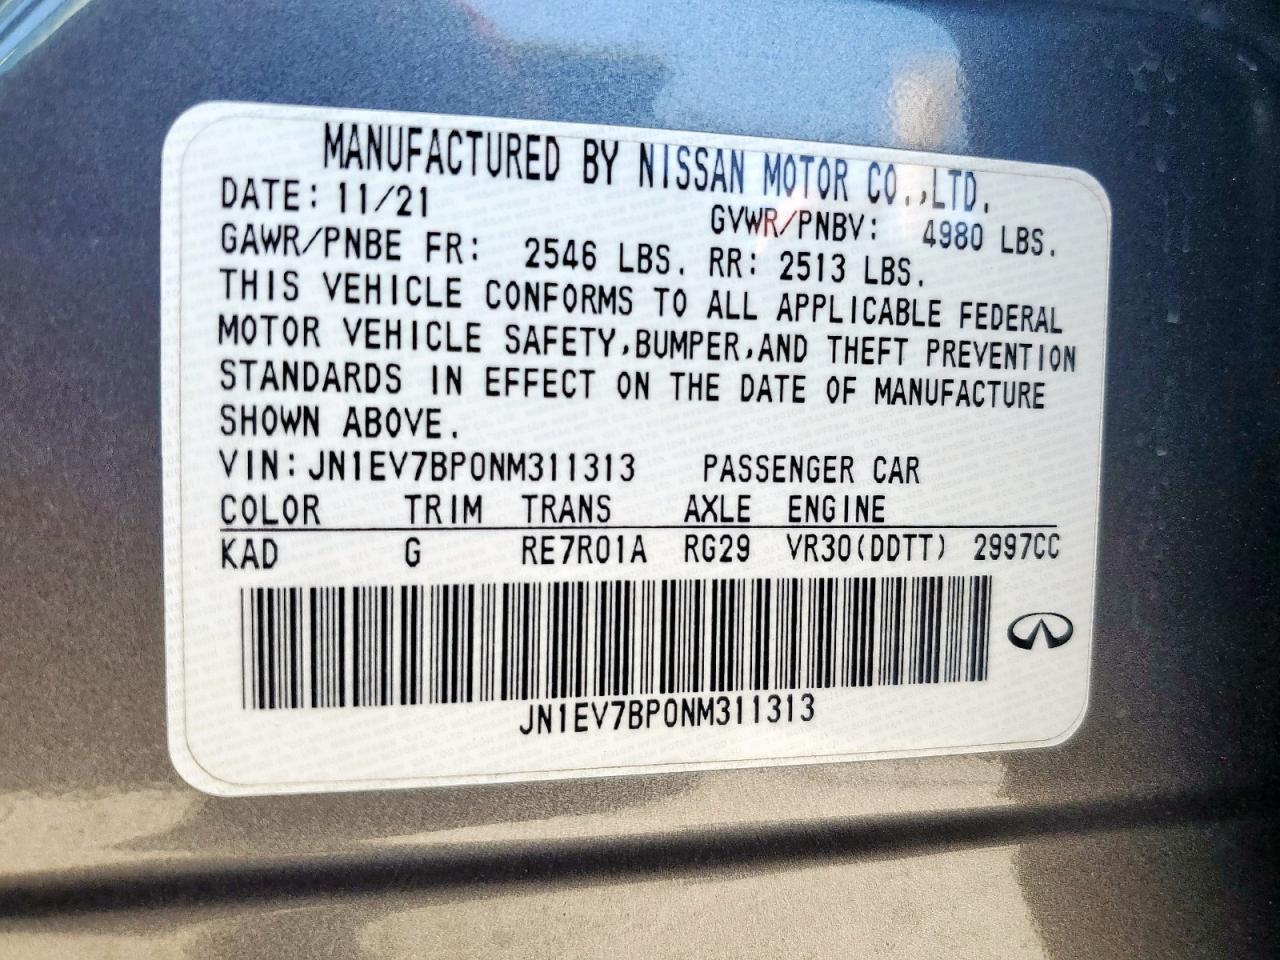 MANUFACTURED BY NISSAN MOTOR CO.,LTD.
DATE: 11/21 GVWR/PNBV: 4980 LBS.
GAWR/PNBE FR: 2546 LBS. RR: 2513 LBS.
THIS VEHICLE CONFORMS TO ALL APPLICABLE FEDERAL
MOTOR VEHICLE SAFETY,BUMPER,AND THEFT PREVENTION
STANDARDS IN EFFECT ON THE DATE OF MANUFACTURE
SHOWN ABOVE.
VIN: JN1EV7BP0NM311313 PASSENGER CAR
COLOR TRIM TRANS AXLE ENGINE
KAD G RE7R01A RG29 VR30(DDTT) 2997CC
JN1EV7BP0NM311313